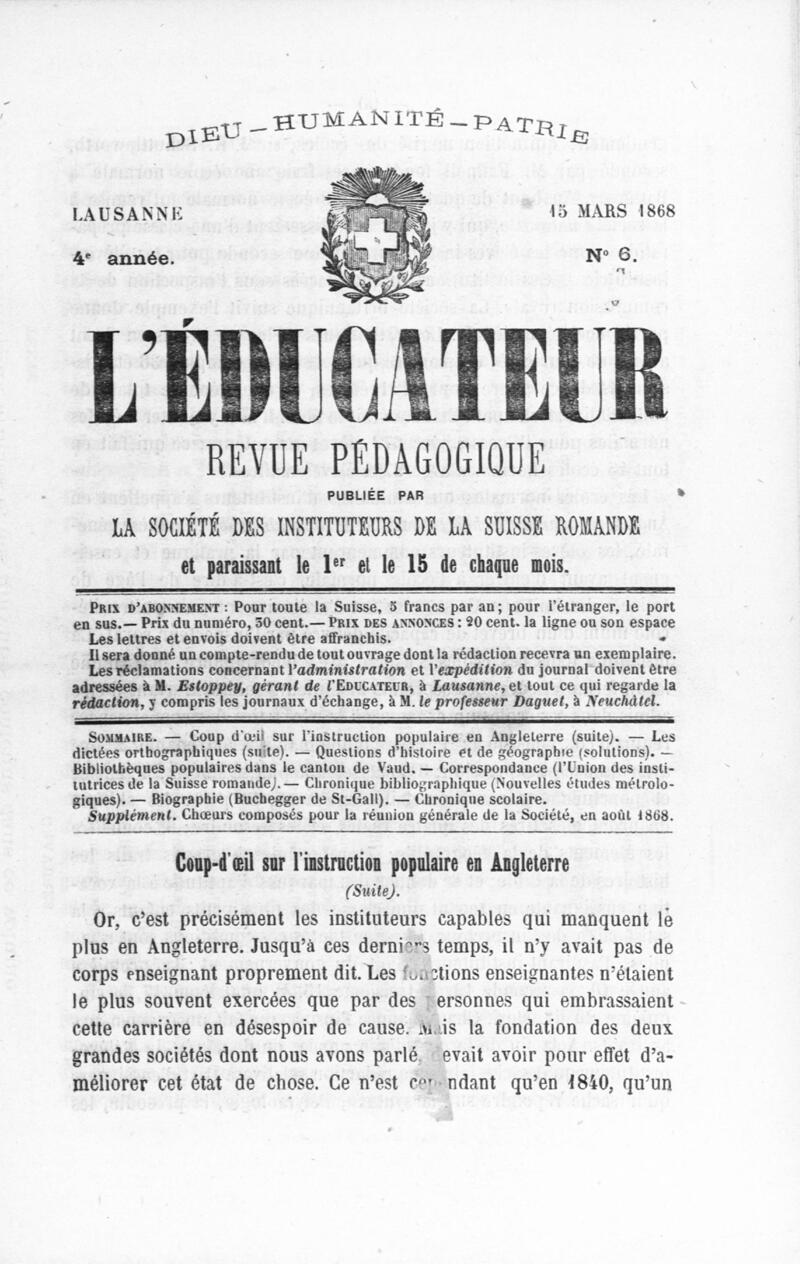 DIEU – HUMANITÉ – PATRIE
LAUSANNE
15 MARS 1868
4e année.
N° 6.
L'ÉDUCATEUR
REVUE PÉDAGOGIQUE
PUBLIÉE PAR
LA SOCIÉTÉ DES INSTITUTEURS DE LA SUISSE ROMANDE
et paraissant le 1er et le 15 de chaque mois.
PRIX D'ABONNEMENT : Pour toute la Suisse, 5 francs par an; pour l'étranger, le port
en sus.— Prix du numéro, 30 cent.— PRIX DES ANNONCES : 20 cent. la ligne ou son espace
Les lettres et envois doivent être affranchis.
Il sera donné un compte-rendu de tout ouvrage dont la rédaction recevra un exemplaire.
Les réclamations concernant l'administration et l'expédition du journal doivent être
adressées à M. Estoppey, gérant de l'EDUCATEUR, à Lausanne, et tout ce qui regarde la
rédaction, y compris les journaux d'échange, à M. le professeur Daguet, à Neuchâtel.
SOMMAIRE. — Coup d'œil sur l'instruction populaire en Angleterre (suite). — Les
dictées orthographiques (suite). — Questions d'histoire et de géographie (solutions). —
Bibliothèques populaires dans le canton de Vaud. — Correspondance (l'Union des insti-
tutrices de la Suisse romande). — Chronique bibliographique (Nouvelles études métrolo-
giques). — Biographie (Buchegger de St-Gall). — Chronique scolaire.
Supplément. Chœurs composés pour la réunion générale de la Société, en août 1868.
Coup-d'œil sur l'instruction populaire en Angleterre
(Suite).
Or, c'est précisément les instituteurs capables qui manquent le
plus en Angleterre. Jusqu'à ces derniers temps, il n'y avait pas de
corps enseignant proprement dit. Les fonctions enseignantes n'étaient
le plus souvent exercées que par des personnes qui embrassaient
cette carrière en désespoir de cause. Mais la fondation des deux
grandes sociétés dont nous avons parlé, devait avoir pour effet d'a-
méliorer cet état de chose. Ce n'est cependant qu'en 1840, qu'un